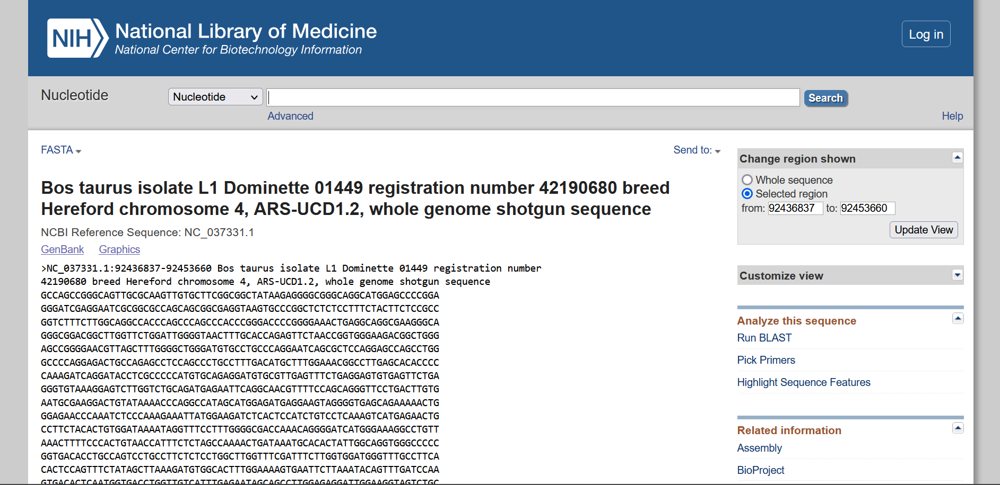 NIH National Library of Medicine
National Center for Biotechnology Information
Log in
Nucleotide
Nucleotide
Search
Advanced
Help
FASTA
Send to:
Bos taurus isolate L1 Dominette 01449 registration number 42190680 breed
Hereford chromosome 4, ARS-UCD1.2, whole genome shotgun sequence
NCBI Reference Sequence: NC_037331.1
GenBank Graphics
>NC_037331.1:92436837-92453660 Bos taurus isolate L1 Dominette 01449 registration number
42190680 breed Hereford chromosome 4, ARS-UCD1.2, whole genome shotgun sequence
GCCAGCCGGGCAGTTGCGCAAGTTGTGCTTCGGCGGCTATAAGAGGGGCGGGCAGGCATGGAGCCCCGGA
GGGATCGAGGAATCGCGGCGCCAGCAGCGGCGAGGTAAGTGCCCGGCTCTCTCCTTTCTACTTCTCCGCC
GGTCTTTCTTGGCAGGCCACCCAGCCCAGCCCACCCGGGACCCCGGGGAAACTGAGGCAGGCGAAGGGCA
GGGCGGACGGCTTGGTTCTGGATTGGGGTAACTTTGCACCAGAGTTCTAACCGGTGGGAAGACGGCTGGG
AGCCGGGGAACGTTAGCTTTGGGGCTGGGATGTGCCTGCCCAGGAATCAGCGCTCCAGGAGCCAGCCTGG
GCCCCAGGAGACTGCCAGAGCCTCCAGCCCTGCCTTTGACATGCTTTGGAAACGGCCTTGAGCACACCCC
CAAAGATCAGGATACCTCGCCCCCATGTGCAGAGGATGTGCGTTGAGTTTCTGAGGAGTGTGAGTTCTGA
GGGTGTAAAGGAGTCTTGGTCTGCAGATGAGAATTCAGGCAACGTTTTCCAGCAGGGTTCCTGACTTGTG
AATGCGAAGGACTGTATAAAACCCAGGCCATAGCATGGAGATGAGGAAGTAGGGGTGAGCAGAAAAACTG
GGAGAACCCAAATCTCCCAAAGAAATTATGGAAGATCTCACTCCATCTGTCCTCAAAGTCATGAGAACTG
CCTTCTACACTGTGGATAAAATAGGTTTCCTTTGGGGCGACCAAACAGGGGATCATGGGAAAGGCCTGTT
AAACTTTTCCCACTGTAACCATTTCTCTAGCCAAAACTGATAAATGCACACTATTGGCAGGTGGGCCCCC
GGTGACACCTGCCAGTCCTGCCTTCTCTCCTGGCTTGGTTTCGATTTCTTGGTGGATGGGTTTGCCTTCA
CACTCCAGTTTCTATAGCTTAAAGATGTGGCACTTTGGAAAAGTGAATTCTTAAATACAGTTTGATCCAA
GTGACACTCAATGGTGACCTGGTTGTCATTTGAGAATAGCAGCCTTGGAGAGGATTGGAAGGTAGTCTGC
Change region shown
Whole sequence
Selected region
from: 92436837 to: 92453660
Update View
Customize view
Analyze this sequence
Run BLAST
Pick Primers
Highlight Sequence Features
Related information
Assembly
BioProject